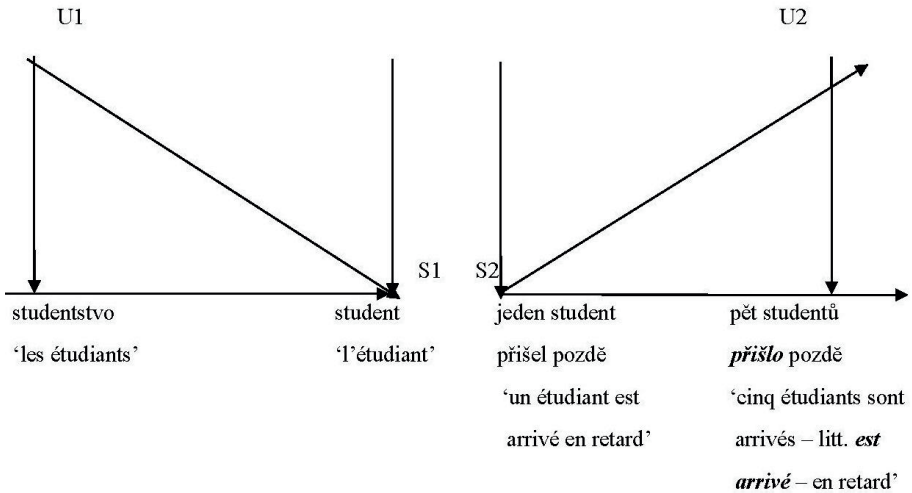 U1 U2
S1 S2
studentstvo student jeden student pět studentů
‘les étudiants’ ‘l’étudiant’ přišel pozdě přišlo pozdě
‘un étudiant est ‘cinq étudiants sont
arrivé en retard’ arrivés – litt. est
arrivé – en retard’